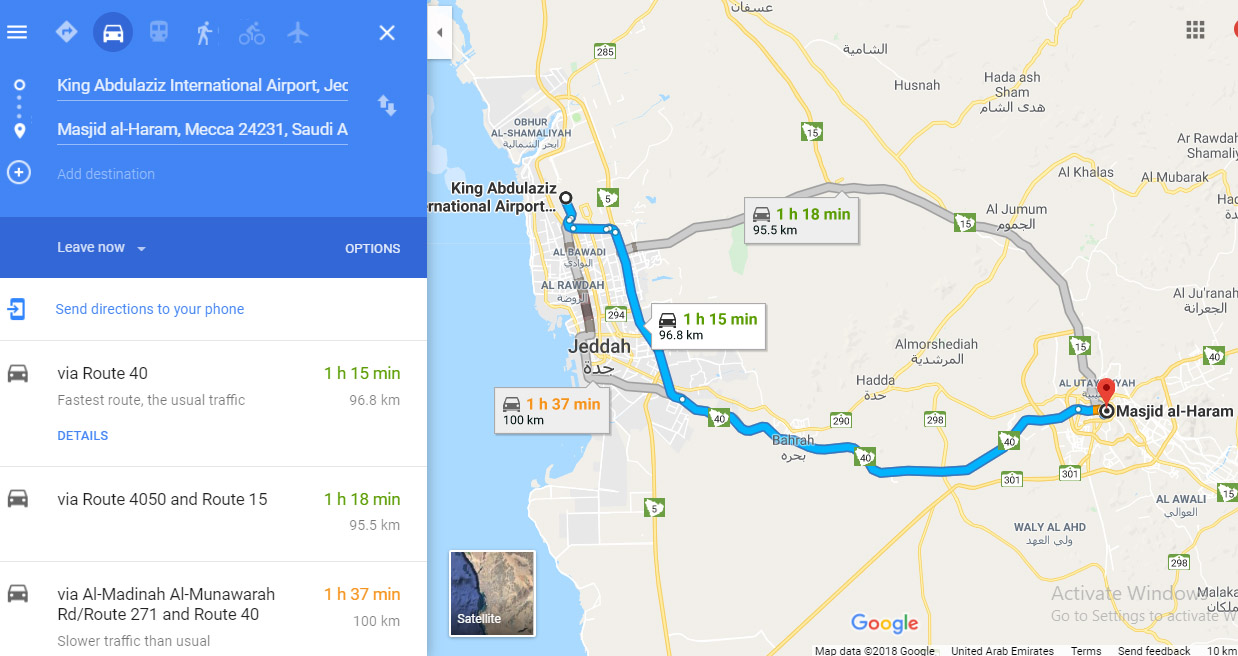 King Abdulaziz International Airport, Jec
Masjid al-Haram, Mecca 24231, Saudi A
Add destination
Leave now
OPTIONS
Send directions to your phone
via Route 40
1 h 15 min
Fastest route, the usual traffic
96.8 km
DETAILS
via Route 4050 and Route 15
1 h 18 min
95.5 km
via Al-Madinah Al-Munawarah
Rd/Route 271 and Route 40
1 h 37 min
100 km
Slower traffic than usual
عسفان
285
الشامية
Husnah
Hada ash
Sham
هدى الشام
OBHUR
AL-SHAMALIYAH
ابحر الشمالية
15
Ar Rawdah
Shamaliy
Al Khalas
Al Mubarak
King Abdulaziz
rnational Airport...
5
1 h 18 min
95.5 km
15
Al Jumum
الجموم
AL BAWADI
البوادي
AL RAWDAH
الروضة
294
1 h 15 min
96.8 km
Al Ju'ranah
الجعرانة
Jeddah
جدة
Almorshediah
المرشدية
15
40
Hadda
حدة
1 h 37 min
100 km
40
290
298
Masjid al-Haram
Bahrah
بحره
40
40
301
301
5
15
AL AWALI
العوالي
WALY AL AHD
ولي العهد
298
Satellite
Activate Windows
Go to Settings to activate W
Malaka
ملكان
Google
Map data ©2018 Google
United Arab Emirates
Terms
Send feedback
10 km